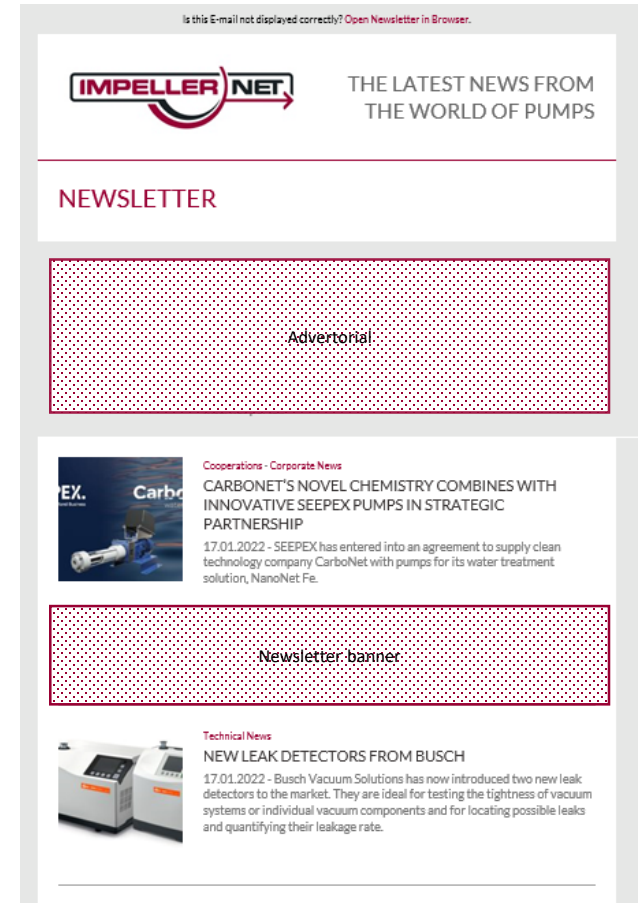 Is this E-mail not displayed correctly? Open Newsletter in Browser.
IMPELLER NET
THE LATEST NEWS FROM
THE WORLD OF PUMPS
NEWSLETTER
Advertorial
EX.
Carbo
Cooperations - Corporate News
CARBONET'S NOVEL CHEMISTRY COMBINES WITH
INNOVATIVE SEEPEX PUMPS IN STRATEGIC
PARTNERSHIP
17.01.2022 - SEEPEX has entered into an agreement to supply clean
technology company CarboNet with pumps for its water treatment
solution, NanoNet Fe.
Newsletter banner
Technical News
NEW LEAK DETECTORS FROM BUSCH
17.01.2022 - Busch Vacuum Solutions has now introduced two new leak
detectors to the market. They are ideal for testing the tightness of vacuum
systems or individual vacuum components and for locating possible leaks
and quantifying their leakage rate.